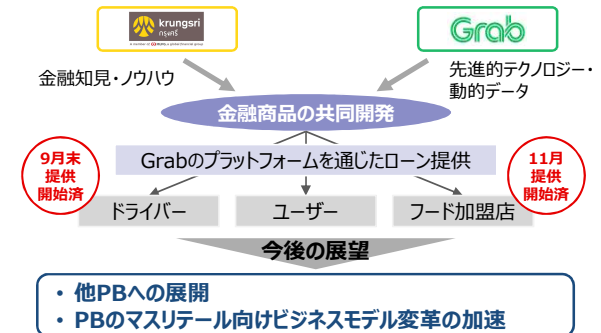 krungsri
กรุงศรี
A member of MUFG, a global financial group
Grab
金融知見・ノウハウ
先進的テクノロジー・
動的データ
金融商品の共同開発
9月末
提供
開始済
Grabのプラットフォームを通じたローン提供
11月
提供
開始済
ドライバー
ユーザー
フード加盟店
今後の展望
・ 他PBへの展開
・ PBのマスリテール向けビジネスモデル変革の加速